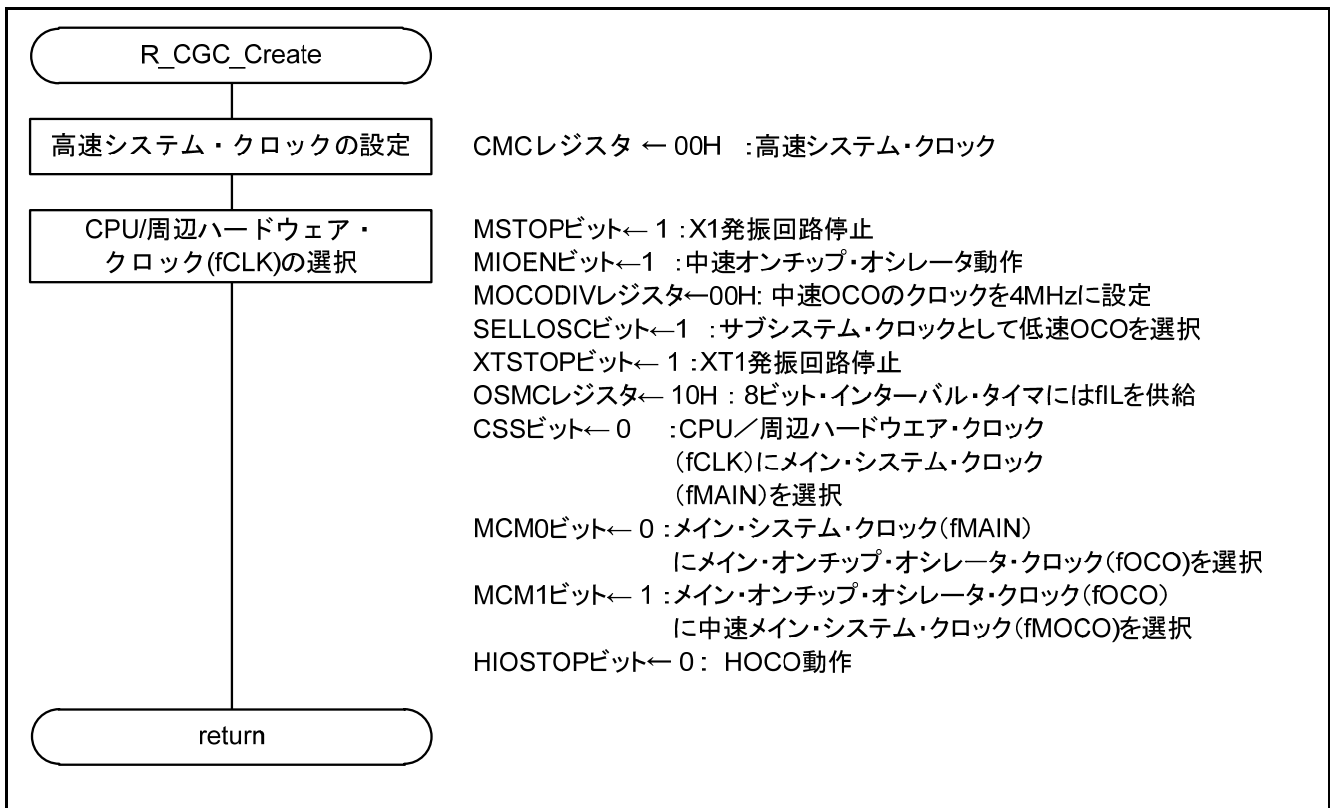 R_CGC_Create
高速システム・クロックの設定
CMCレジスタ ← 00H :高速システム・クロック
CPU/周辺ハードウェア・
クロック(fCLK)の選択
MSTOPビット← 1 :X1発振回路停止
MIOENビット←1 :中速オンチップ・オシレータ動作
MOCODIVレジスタ←00H: 中速OCOのクロックを4MHzに設定
SELLOSCビット←1 :サブシステム・クロックとして低速OCOを選択
XTSTOPビット← 1 :XT1発振回路停止
OSMCレジスタ← 10H : 8ビット・インターバル・タイマにはfILを供給
CSSビット← 0 :CPU／周辺ハードウエア・クロック
(fCLK)にメイン・システム・クロック
(fMAIN)を選択
MCM0ビット← 0 :メイン・システム・クロック(fMAIN)
にメイン・オンチップ・オシレータ・クロック(fOCO)を選択
MCM1ビット← 1 :メイン・オンチップ・オシレータ・クロック(fOCO)
に中速メイン・システム・クロック(fMOCO)を選択
HIOSTOPビット← 0 : HOCO動作
return